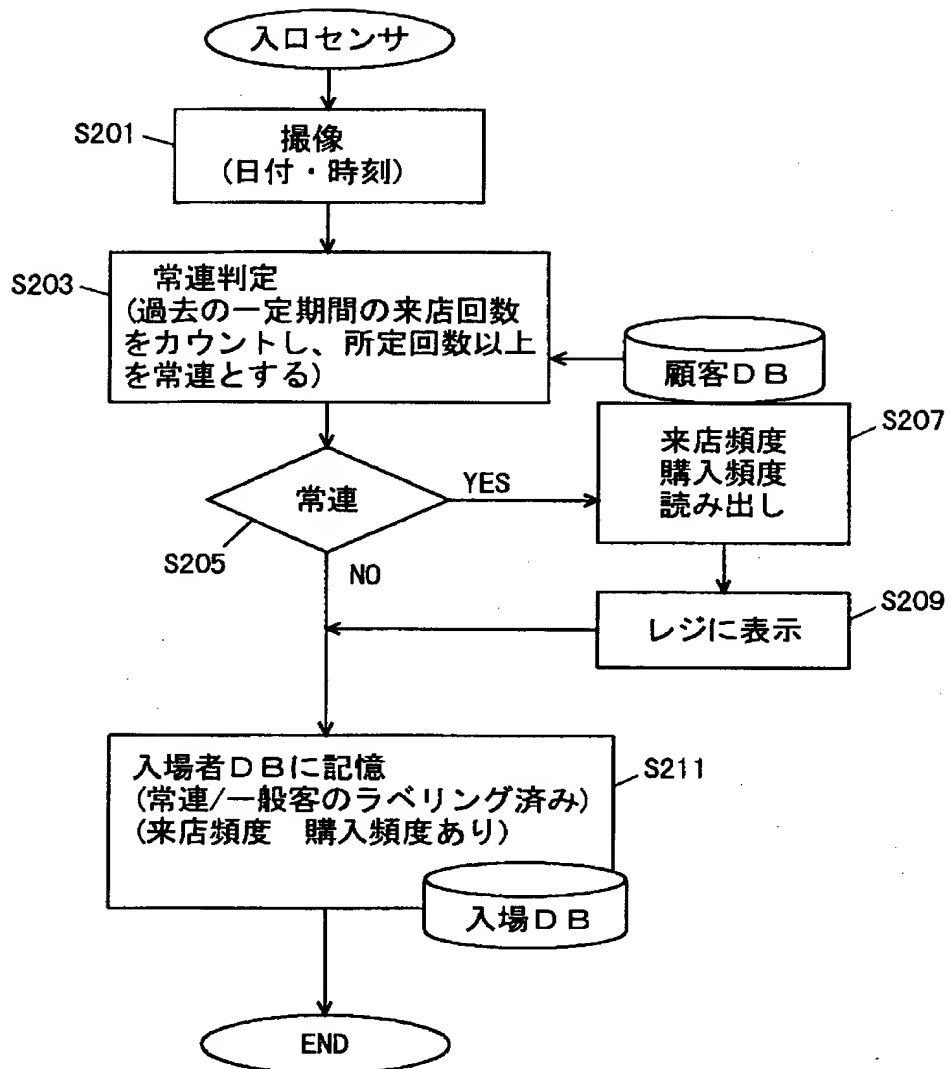 入口センサ
S201
撮像
(日付・時刻)
S203
常連判定
(過去の一定期間の来店回数
をカウントし、所定回数以上
を常連とする)
顧客DB
S207
来店頻度
購入頻度
読み出し
常連
YES
S205
NO
S209
レジに表示
入場者DBに記憶
(常連/一般客のラベリング済み)
(来店頻度　購入頻度あり)
S211
入場DB
END